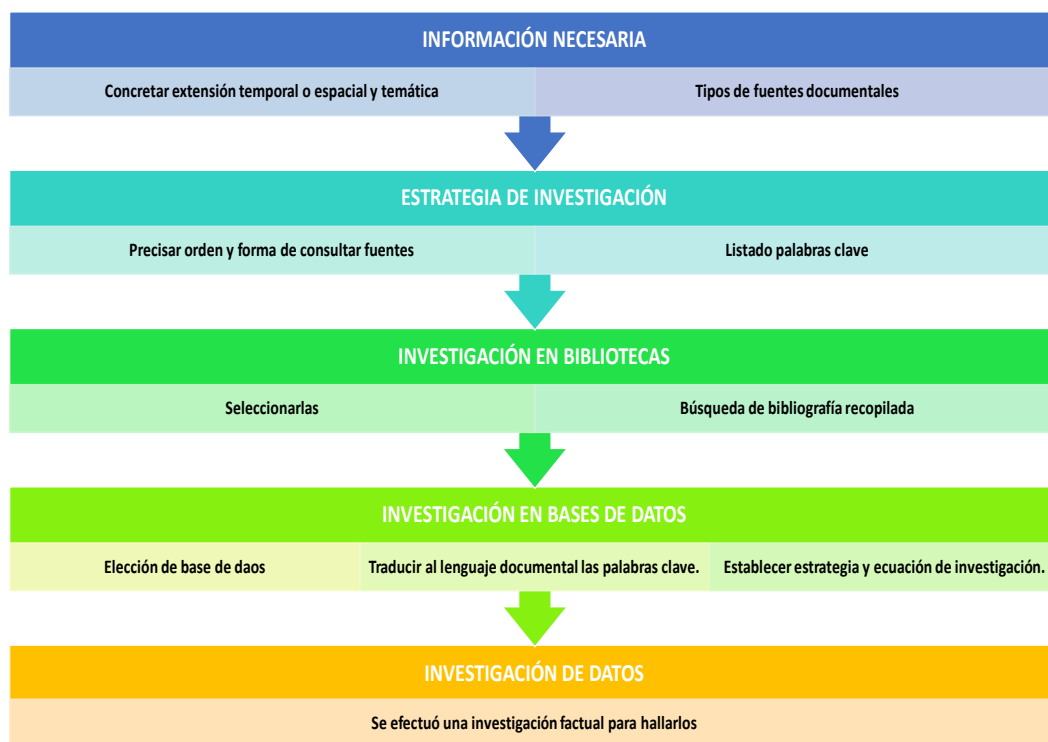 INFORMACIÓN NECESARIA
Concretar extensión temporal o espacial y temática
Tipos de fuentes documentales
ESTRATEGIA DE INVESTIGACIÓN
Precisar orden y forma de consultar fuentes
Listado palabras clave
INVESTIGACIÓN EN BIBLIOTECAS
Seleccionarlas
Búsqueda de bibliografía recopilada
INVESTIGACIÓN EN BASES DE DATOS
Elección de base de daos
Traducir al lenguaje documental las palabras clave.
Establecer estrategia y ecuación de investigación.
INVESTIGACIÓN DE DATOS
Se efectuó una investigación factual para hallarlos